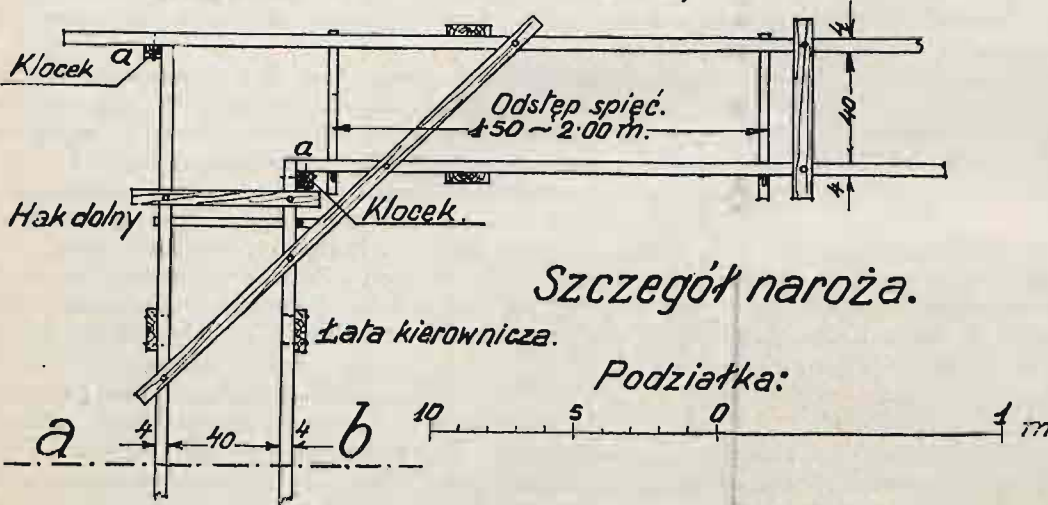 a
Klocek
4
Odstęp spięć.
1·50 ~ 2·00 m.
40
a
4
Klocek.
Hak dolny
Szczegół naroża.
Łata kierownicza.
Podziałka:
10 5 0 1 m
a 4 40 4 b